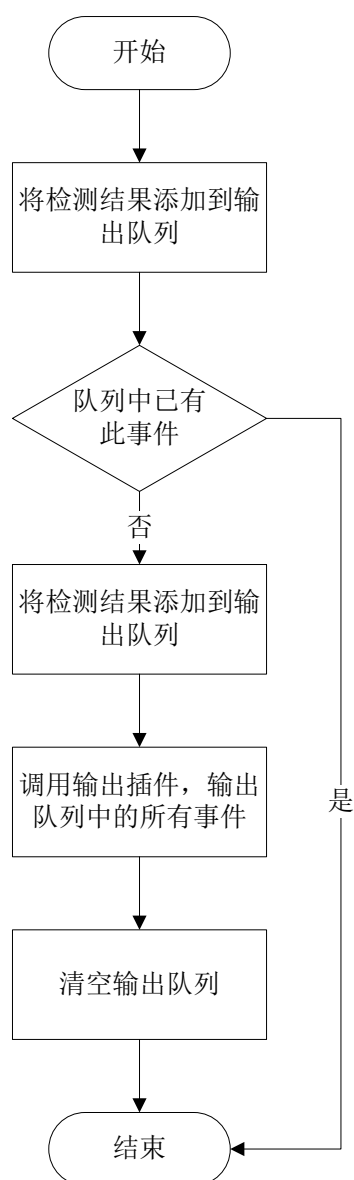 开始
将检测结果添加到输
出队列
队列中已有
此事件
否
将检测结果添加到输
出队列
调用输出插件，输出
队列中的所有事件
是
清空输出队列
结束